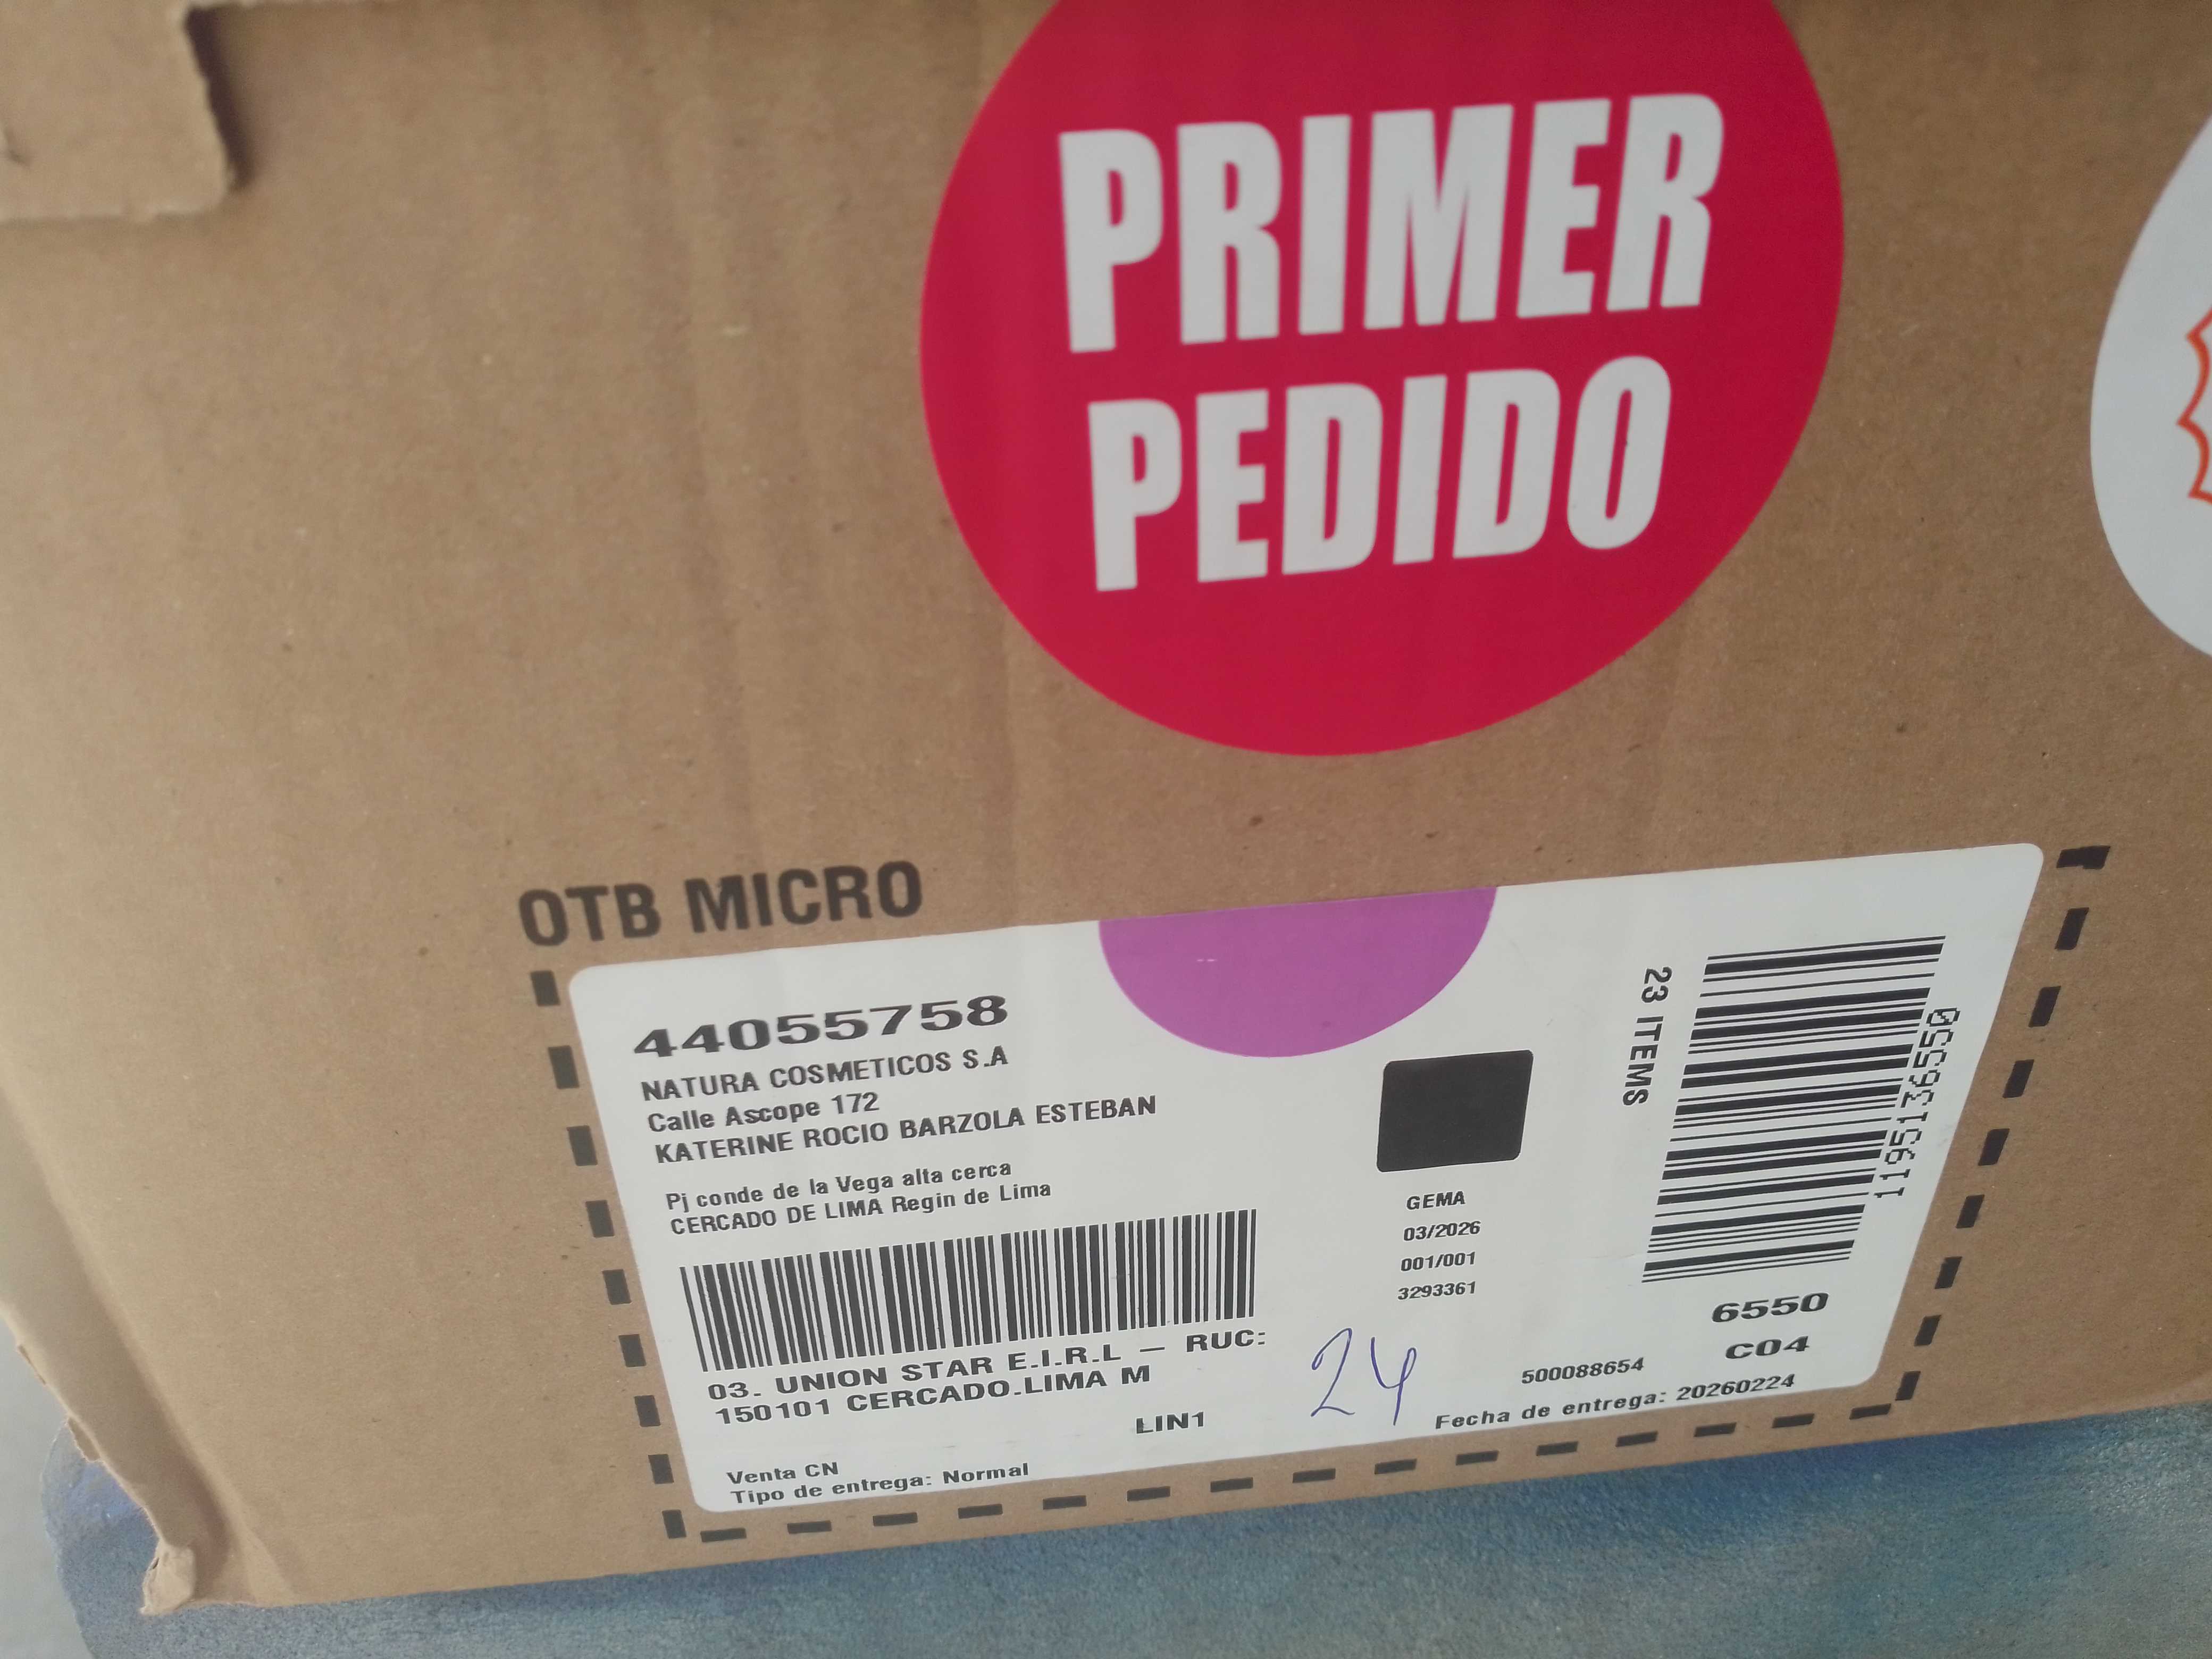 PRIMER
PEDIDO
OTB MICRO
44055758
NATURA COSMETICOS S.A
Calle Ascope 172
KATERINE ROCIO BARZOLA ESTEBAN
Pj conde de la Vega alta cerca
CERCADO DE LIMA Regin de Lima
03. UNION STAR E.I.R.L — RUC:
150101 CERCADO.LIMA M
LIN1
Venta CN
Tipo de entrega: Normal
GEMA
03/2026
001/001
3293361
24
23 ITEMS
6550
C04
500088654
Fecha de entrega: 20260224